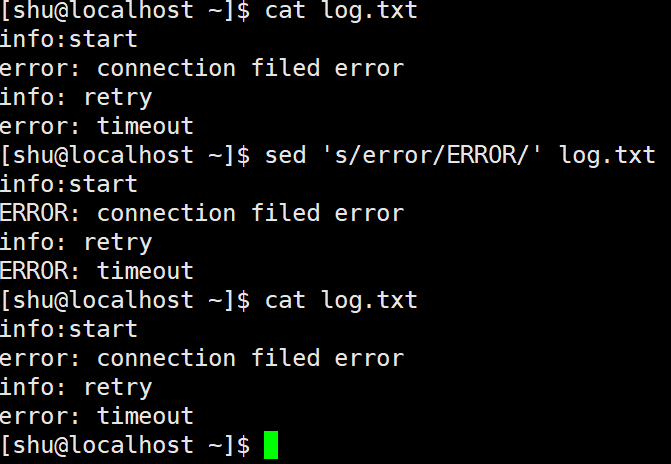 [shu@localhost ~]$ cat log.txt
info:start
error: connection filed error
info: retry
error: timeout
[shu@localhost ~]$ sed 's/error/ERROR/' log.txt
info:start
ERROR: connection filed error
info: retry
ERROR: timeout
[shu@localhost ~]$ cat log.txt
info:start
error: connection filed error
info: retry
error: timeout
[shu@localhost ~]$